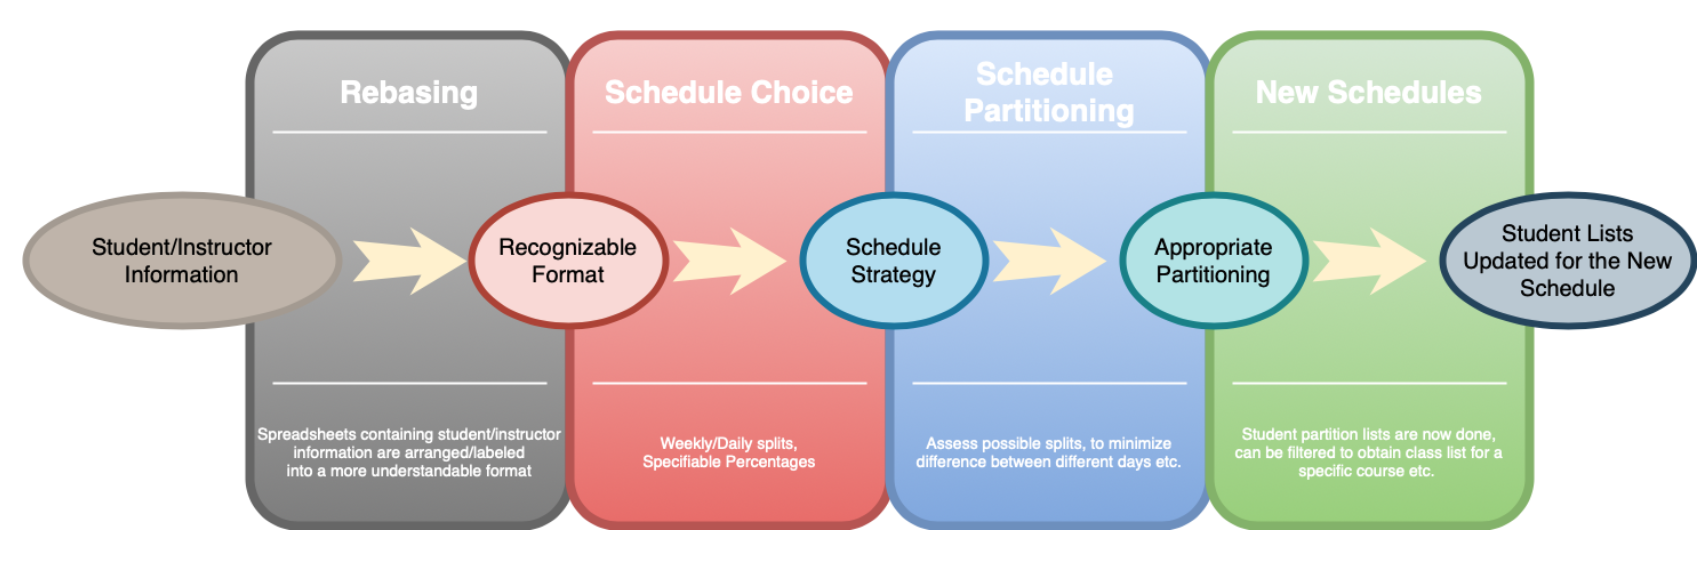 Rebasing
Schedule Choice
Schedule
Partitioning
New Schedules
Student/Instructor
Information
Recognizable
Format
Schedule
Strategy
Appropriate
Partitioning
Student Lists
Updated for the New
Schedule
Spreadsheets containing student/instructor
information are arranged/labeled
into a more understandable format
Weekly/Daily splits,
Specifiable Percentages
Assess possible splits, to minimize
difference between different days etc.
Student partition lists are now done,
can be filtered to obtain class list for a
specific course etc.